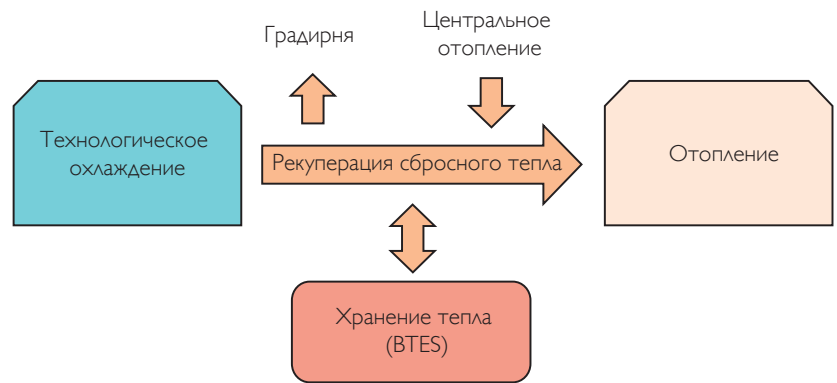 Градирня
Центральное
отопление
Технологическое
охлаждение
Рекуперация сбросного тепла
Отопление
Хранение тепла
(BTES)